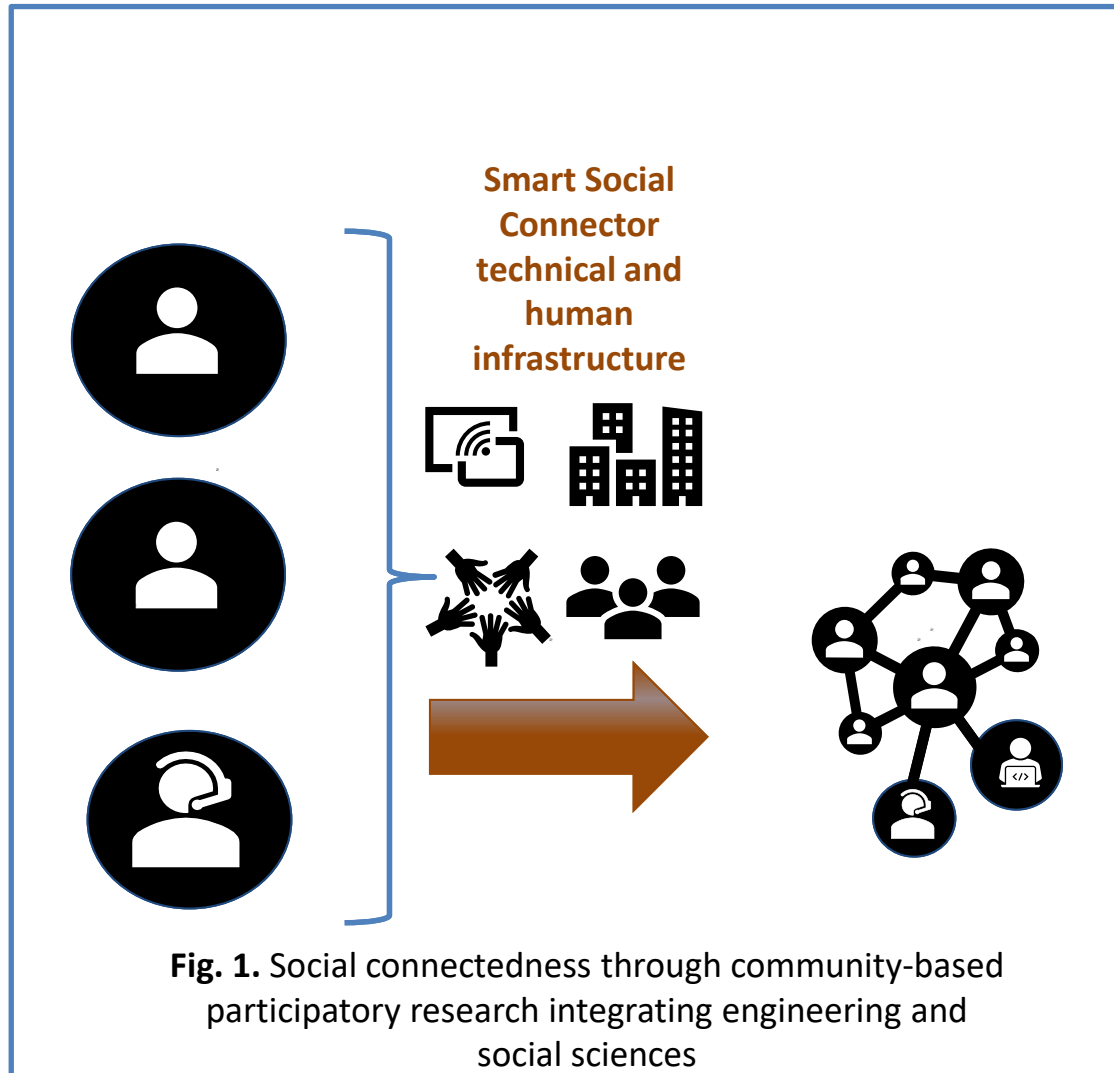 Smart Social
Connector
technical and
human
infrastructure
</>
Fig. 1. Social connectedness through community-based
participatory research integrating engineering and
social sciences